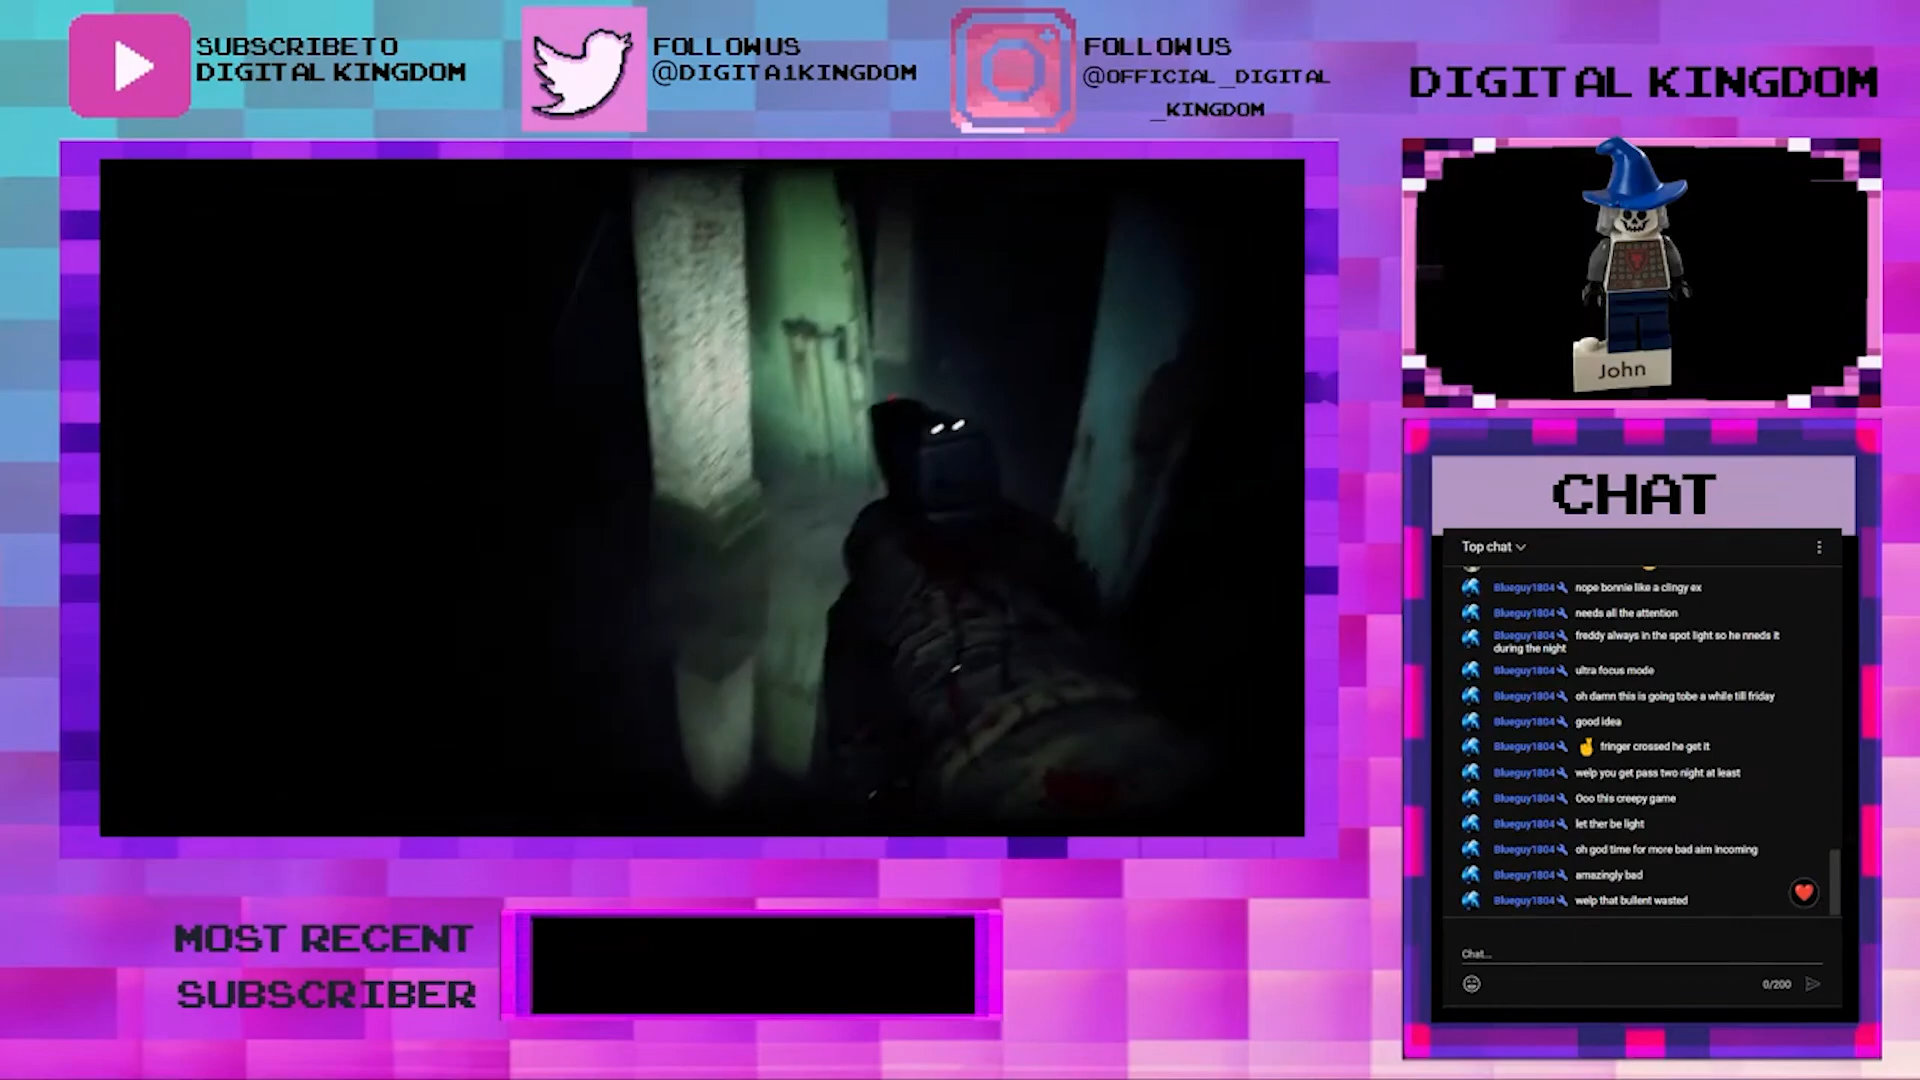 SUBSCRIBE TO
DIGITAL KINGDOM
FOLLOW US
@DIGITA1KINGDOM
FOLLOW US
@OFFICIAL_DIGITAL
_KINGDOM
DIGITAL KINGDOM
John
CHAT
Top chat
Blueguy1804 nope bonnie like a clingy ex
Blueguy1804 needs all the attention
Blueguy1804 freddy always in the spot light so he nneds it
during the night
Blueguy1804 ultra focus mode
Blueguy1804 oh damn this is going tobe a while till friday
Blueguy1804 good idea
Blueguy1804 🤞 fringer crossed he get it
Blueguy1804 welp you get pass two night at least
Blueguy1804 Ooo this creepy game
Blueguy1804 let ther be light
Blueguy1804 oh god time for more bad aim incoming
Blueguy1804 amazingly bad
Blueguy1804 welp that bullent wasted
Chat...
0/200
MOST RECENT
SUBSCRIBER